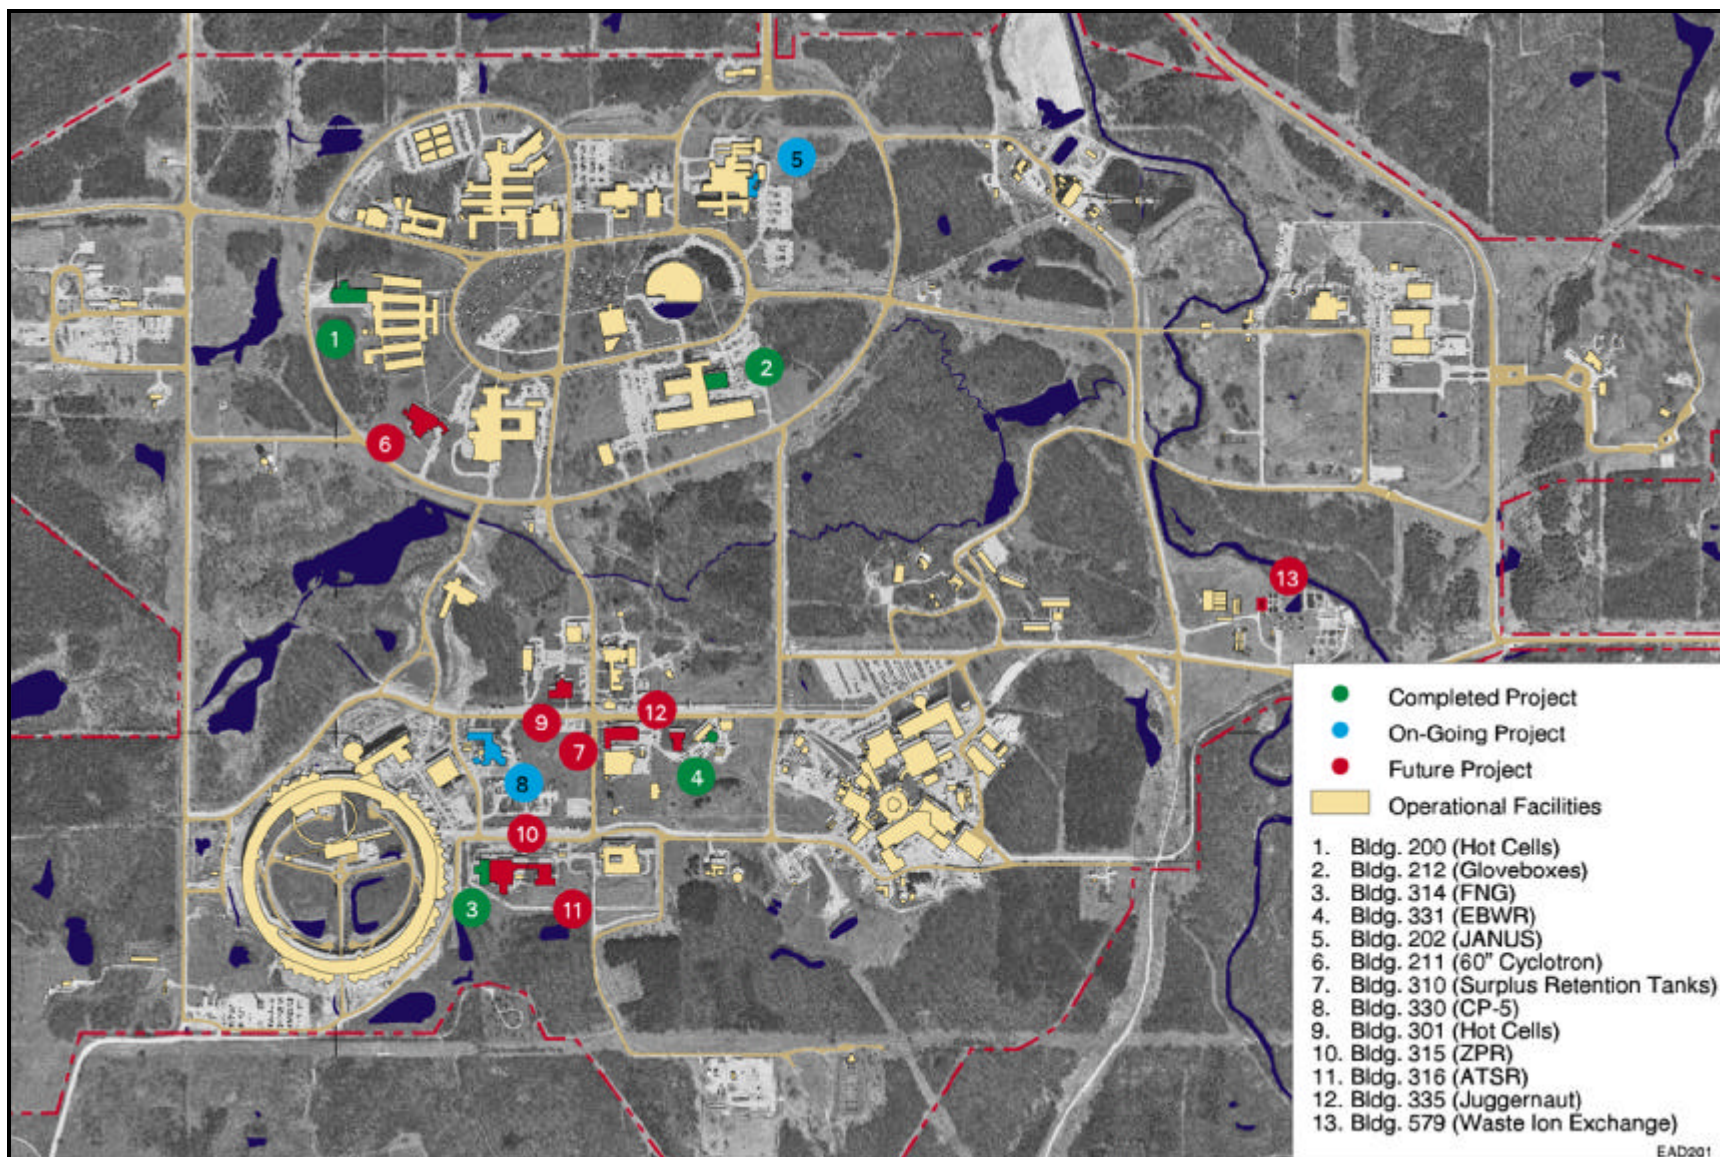 5
1
2
6
13
9
12
7
4
8
10
3
11
Completed Project
On-Going Project
Future Project
Operational Facilities
1. Bldg. 200 (Hot Cells)
2. Bldg. 212 (Gloveboxes)
3. Bldg. 314 (FNG)
4. Bldg. 331 (EBWR)
5. Bldg. 202 (JANUS)
6. Bldg. 211 (60" Cyclotron)
7. Bldg. 310 (Surplus Retention Tanks)
8. Bldg. 330 (CP-5)
9. Bldg. 301 (Hot Cells)
10. Bldg. 315 (ZPR)
11. Bldg. 316 (ATSR)
12. Bldg. 335 (Juggernaut)
13. Bldg. 579 (Waste Ion Exchange)
EAD201